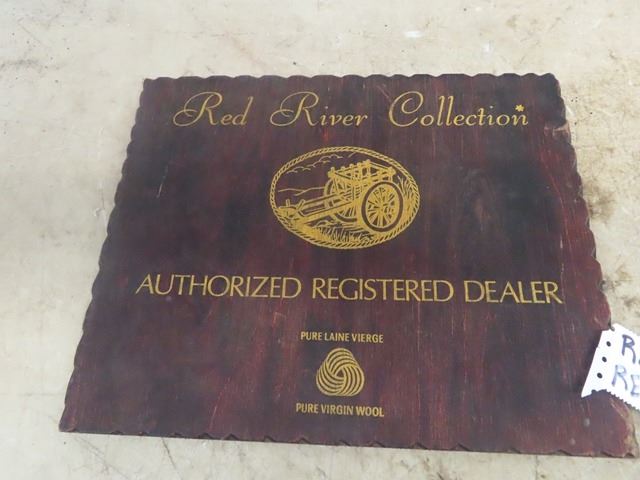 Red River Collection*
AUTHORIZED REGISTERED DEALER
PURE LAINE VIERGE
PURE VIRGIN WOOL